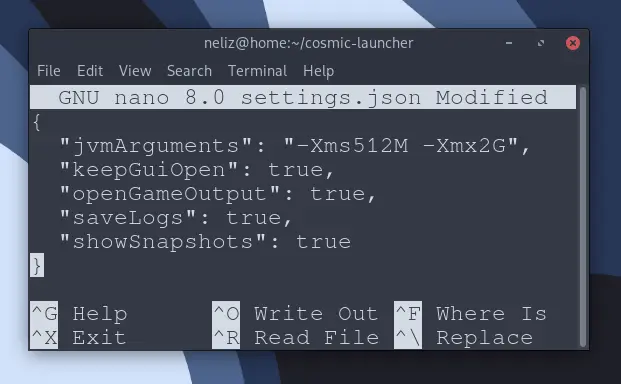 neliz@home:~/cosmic-launcher
File Edit View Search Terminal Help
GNU nano 8.0 settings.json Modified
{
  "jvmArguments": "-Xms512M -Xmx2G",
  "keepGuiOpen": true,
  "openGameOutput": true,
  "saveLogs": true,
  "showSnapshots": true
}
^G Help ^O Write Out ^F Where Is
^X Exit ^R Read File ^\ Replace